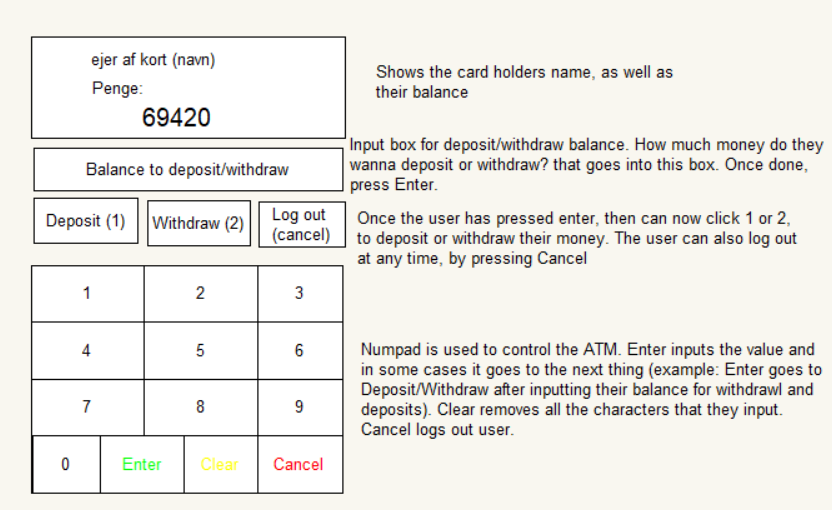 ejer af kort (navn)
Penge:
69420
Shows the card holders name, as well as
their balance
Balance to deposit/withdraw
Input box for deposit/withdraw balance. How much money do they
wanna deposit or withdraw? that goes into this box. Once done,
press Enter.
Deposit (1)
Withdraw (2)
Log out
(cancel)
Once the user has pressed enter, then can now click 1 or 2,
to deposit or withdraw their money. The user can also log out
at any time, by pressing Cancel
1 2 3
4 5 6
7 8 9
0 Enter Clear Cancel
Numpad is used to control the ATM. Enter inputs the value and
in some cases it goes to the next thing (example: Enter goes to
Deposit/Withdraw after inputting their balance for withdrawl and
deposits). Clear removes all the characters that they input.
Cancel logs out user.